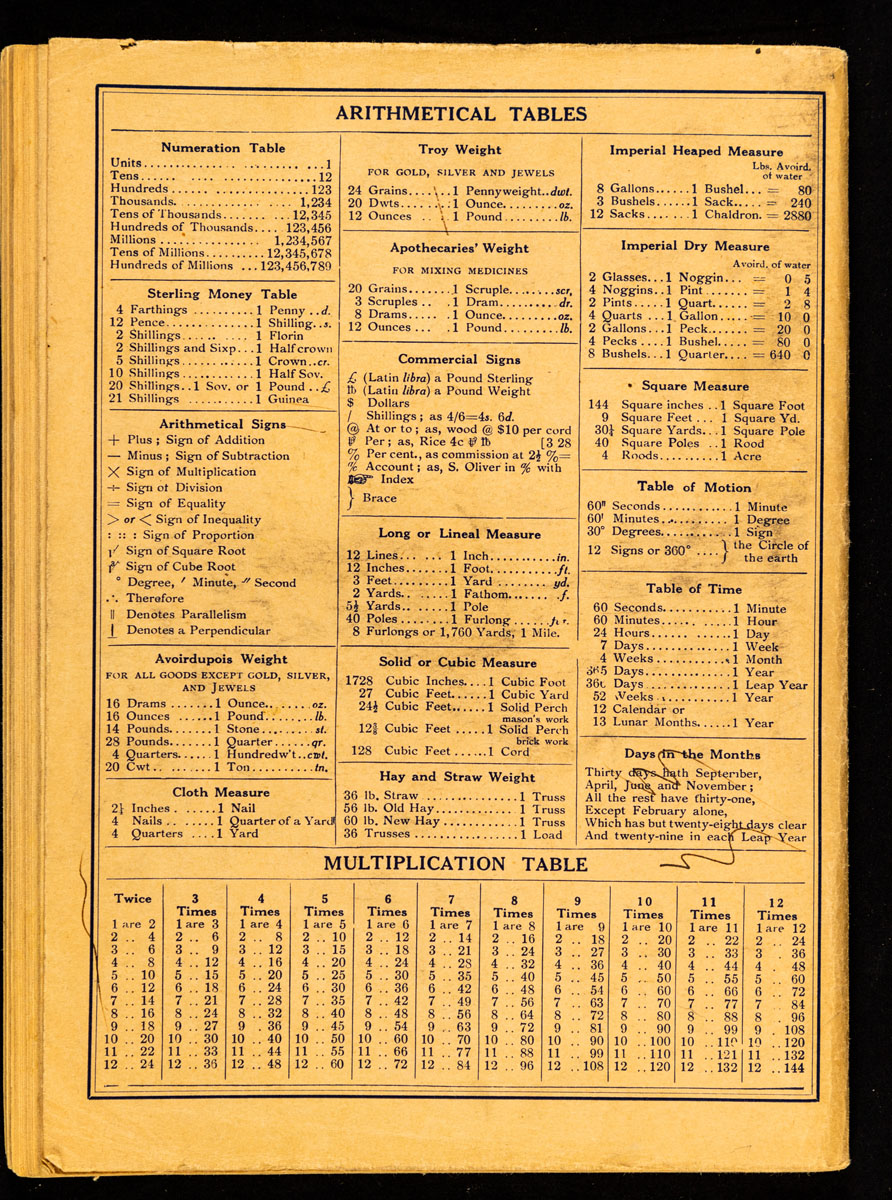 ARITHMETICAL TABLES
Numeration Table
Units.....................1
Tens.....................12
Hundreds.....................123
Thousands.....................1,234
Tens of Thousands..........12,345
Hundreds of Thousands....123,456
Millions................1,234,567
Tens of Millions..........12,345,678
Hundreds of Millions...123,456,789
Sterling Money Table
4 Farthings..........1 Penny..d.
12 Pence.............1 Shilling..s.
2 Shillings..........1 Florin
2 Shillings and Sixp...1 Half crown
5 Shillings..........1 Crown..cr.
10 Shillings..........1 Half Sov.
20 Shillings..1 Sov. or 1 Pound..£
21 Shillings..........1 Guinea
Arithmetical Signs
+ Plus; Sign of Addition
— Minus; Sign of Subtraction
× Sign of Multiplication
÷ Sign of Division
= Sign of Equality
> or < Sign of Inequality
: :: : Sign of Proportion
√ Sign of Square Root
∛ Sign of Cube Root
° Degree, ′ Minute, ″ Second
∴ Therefore
∥ Denotes Parallelism
⊥ Denotes a Perpendicular
Avoirdupois Weight
FOR ALL GOODS EXCEPT GOLD, SILVER,
AND JEWELS
16 Drams.......1 Ounce.......oz.
16 Ounces......1 Pound.......lb.
14 Pounds......1 Stone.......st.
28 Pounds......1 Quarter.....qr.
4 Quarters....1 Hundredw't..cwt.
20 Cwt.........1 Ton.........tn.
Cloth Measure
2¼ Inches.......1 Nail
4 Nails........1 Quarter of a Yard
4 Quarters....1 Yard
Troy Weight
FOR GOLD, SILVER AND JEWELS
24 Grains.......1 Pennyweight..dwt.
20 Dwts.........1 Ounce.........oz.
12 Ounces.......1 Pound.........lb.
Apothecaries' Weight
FOR MIXING MEDICINES
20 Grains.......1 Scruple.......scr.
3 Scruples..1 Dram.........dr.
8 Drams.....1 Ounce.........oz.
12 Ounces....1 Pound.........lb.
Commercial Signs
£ (Latin libra) a Pound Sterling
℔ (Latin libra) a Pound Weight
$ Dollars
/ Shillings; as 4/6=4s. 6d.
@ At or to; as, wood @ $10 per cord
⅌ Per; as, Rice 4c ⅌ ℔ [3 28
% Per cent., as commission at 2½ %=
% Account; as, S. Oliver in % with
☞ Index
} Brace
Long or Lineal Measure
12 Lines.......1 Inch...........in.
12 Inches......1 Foot...........ft.
3 Feet.........1 Yard..........yd.
2 Yards........1 Fathom........f.
5½ Yards.......1 Pole
40 Poles.......1 Furlong......fur.
8 Furlongs or 1,760 Yards, 1 Mile.
Solid or Cubic Measure
1728 Cubic Inches....1 Cubic Foot
27 Cubic Feet......1 Cubic Yard
24½ Cubic Feet......1 Solid Perch
mason's work
Cubic Feet.....1 Solid Perch
brick work
128 Cubic Feet......1 Cord
Hay and Straw Weight
36 lb. Straw................1 Truss
56 lb. Old Hay..............1 Truss
60 lb. New Hay.............1 Truss
36 Trusses..................1 Load
Imperial Heaped Measure
Lbs. Avoird.
of water
8 Gallons......1 Bushel...= 80
3 Bushels......1 Sack.....= 240
12 Sacks.......1 Chaldron.= 2880
Imperial Dry Measure
Avoird. of water
2 Glasses...1 Noggin...= 0 5
4 Noggins..1 Pint......= 1 4
2 Pints.....1 Quart.....= 2 8
4 Quarts...1 Gallon....= 10 0
2 Gallons...1 Peck......= 20 0
4 Pecks....1 Bushel....= 80 0
8 Bushels...1 Quarter....= 640 0
Square Measure
144 Square inches..1 Square Foot
9 Square Feet...1 Square Yd.
30¼ Square Yards...1 Square Pole
40 Square Poles..1 Rood
4 Roods..........1 Acre
Table of Motion
60″ Seconds............1 Minute
60′ Minutes............1 Degree
30° Degrees............1 Sign
12 Signs or 360°....} the Circle of
the earth
Table of Time
60 Seconds...........1 Minute
60 Minutes...........1 Hour
24 Hours.............1 Day
7 Days..............1 Week
4 Weeks.............1 Month
365 Days.............1 Year
366 Days.............1 Leap Year
52 Weeks............1 Year
12 Calendar or
13 Lunar Months......1 Year
Days in the Months
Thirty days hath September,
April, June and November;
All the rest have thirty-one,
Except February alone,
Which has but twenty-eight days clear
And twenty-nine in each Leap Year
MULTIPLICATION TABLE
Twice 3 4 5 6 7 8 9 10 11 12
Times Times Times Times Times Times Times Times Times Times
1 are 2 1 are 3 1 are 4 1 are 5 1 are 6 1 are 7 1 are 8 1 are 9 1 are 10 1 are 11 1 are 12
2 .. 4 2 .. 6 2 .. 8 2 .. 10 2 .. 12 2 .. 14 2 .. 16 2 .. 18 2 .. 20 2 .. 22 2 .. 24
3 .. 6 3 .. 9 3 .. 12 3 .. 15 3 .. 18 3 .. 21 3 .. 24 3 .. 27 3 .. 30 3 .. 33 3 .. 36
4 .. 8 4 .. 12 4 .. 16 4 .. 20 4 .. 24 4 .. 28 4 .. 32 4 .. 36 4 .. 40 4 .. 44 4 .. 48
5 .. 10 5 .. 15 5 .. 20 5 .. 25 5 .. 30 5 .. 35 5 .. 40 5 .. 45 5 .. 50 5 .. 55 5 .. 60
6 .. 12 6 .. 18 6 .. 24 6 .. 30 6 .. 36 6 .. 42 6 .. 48 6 .. 54 6 .. 60 6 .. 66 6 .. 72
7 .. 14 7 .. 21 7 .. 28 7 .. 35 7 .. 42 7 .. 49 7 .. 56 7 .. 63 7 .. 70 7 .. 77 7 .. 84
8 .. 16 8 .. 24 8 .. 32 8 .. 40 8 .. 48 8 .. 56 8 .. 64 8 .. 72 8 .. 80 8 .. 88 8 .. 96
9 .. 18 9 .. 27 9 .. 36 9 .. 45 9 .. 54 9 .. 63 9 .. 72 9 .. 81 9 .. 90 9 .. 99 9 .. 108
10 .. 20 10 .. 30 10 .. 40 10 .. 50 10 .. 60 10 .. 70 10 .. 80 10 .. 90 10 .. 100 10 .. 110 10 .. 120
11 .. 22 11 .. 33 11 .. 44 11 .. 55 11 .. 66 11 .. 77 11 .. 88 11 .. 99 11 .. 110 11 .. 121 11 .. 132
12 .. 24 12 .. 36 12 .. 48 12 .. 60 12 .. 72 12 .. 84 12 .. 96 12 .. 108 12 .. 120 12 .. 132 12 .. 144